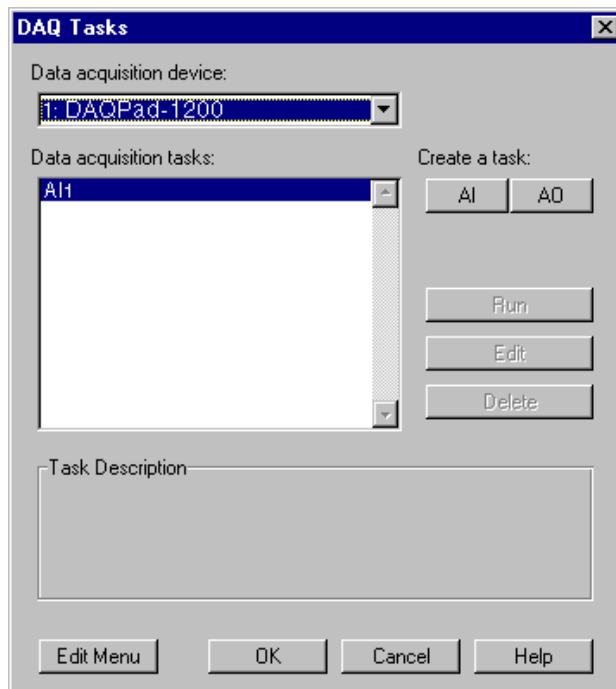 DAQ Tasks
Data acquisition device:
1: DAQPad-1200
Data acquisition tasks:
Create a task:
AI1
AI
AO
Run
Edit
Delete
Task Description
Edit Menu
OK
Cancel
Help